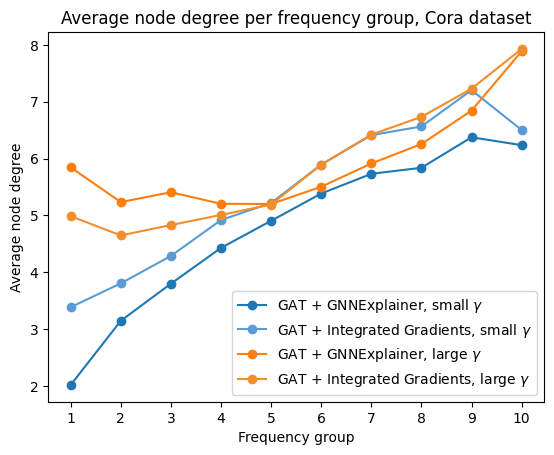 Average node degree per frequency group, Cora dataset
8
7
6
5
4
3
2
Average node degree
GAT + GNNExplainer, small γ
GAT + Integrated Gradients, small γ
GAT + GNNExplainer, large γ
GAT + Integrated Gradients, large γ
1 2 3 4 5 6 7 8 9 10
Frequency group